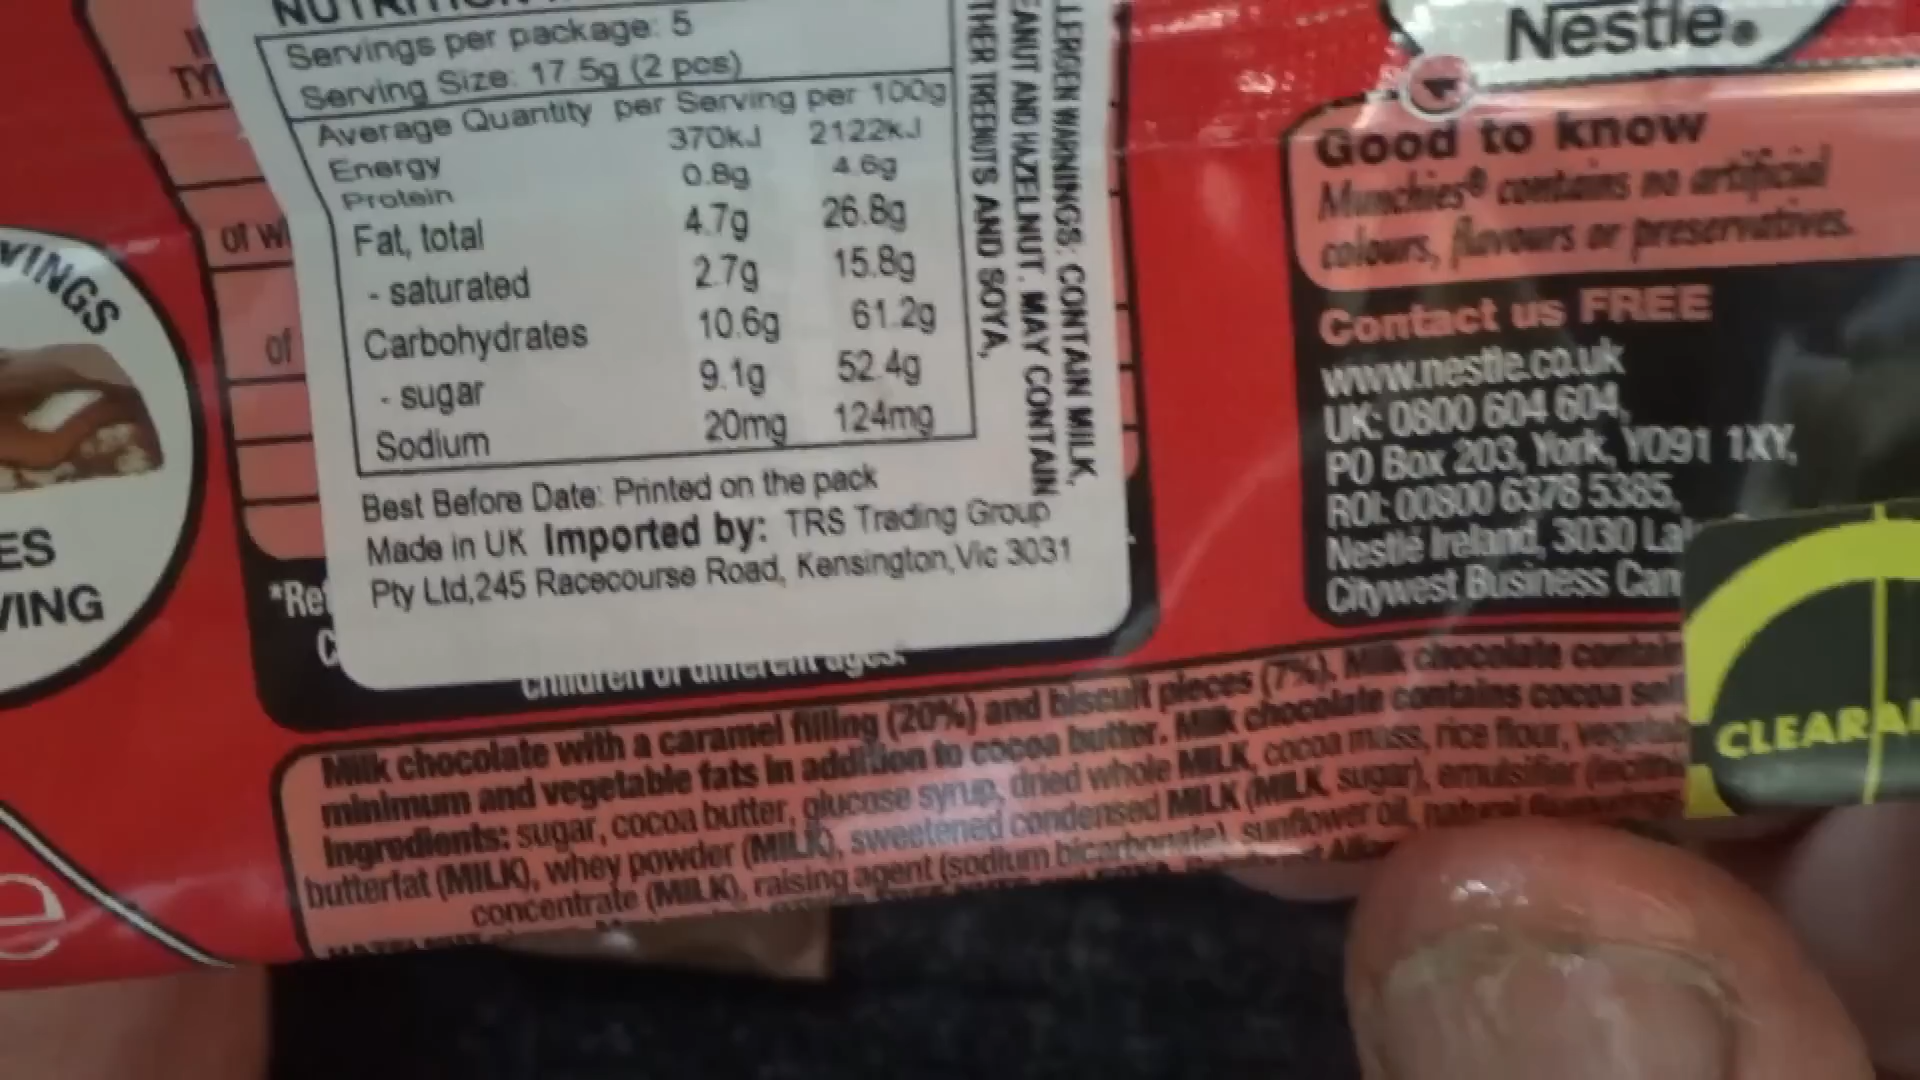 Nestlé®
Servings per package: 5
Serving Size: 17.5g (2 pcs)
Average Quantity per Serving per 100g
Energy 370kJ 2122kJ
Protein 0.8g 4.6g
Fat, total 4.7g 26.8g
- saturated 2.7g 15.8g
Carbohydrates 10.6g 61.2g
- sugar 9.1g 52.4g
Sodium 20mg 124mg
Best Before Date: Printed on the pack
Made in UK Imported by: TRS Trading Group
Pty Ltd,245 Racecourse Road, Kensington,Vic 3031
WARNINGS: CONTAIN MILK,
AND HAZELNUT. MAY CONTAIN
TREENUTS AND SOYA,
of
of
children of different ages.
Good to know
Munchies® contains no artificial
colours, flavours or preservatives.
Contact us FREE
www.nestle.co.uk
UK: 0800 604 604,
PO Box 203, York, YO91 1XY,
ROI: 00800 6378 5385,
Nestlé Ireland, 3030
Citywest Business
Milk chocolate with a caramel filling (20%) and biscuit pieces (7%). Milk chocolate
minimum and vegetable fats in addition to cocoa butter. Milk chocolate contains cocoa
Ingredients: sugar, cocoa butter, glucose syrup, dried whole MILK, cocoa mass, rice flour,
butterfat (MILK), whey powder (MILK), sweetened condensed MILK (MILK, sugar), emulsifier
concentrate (MILK), raising agent (sodium bicarbonate), sunflower oil, natural